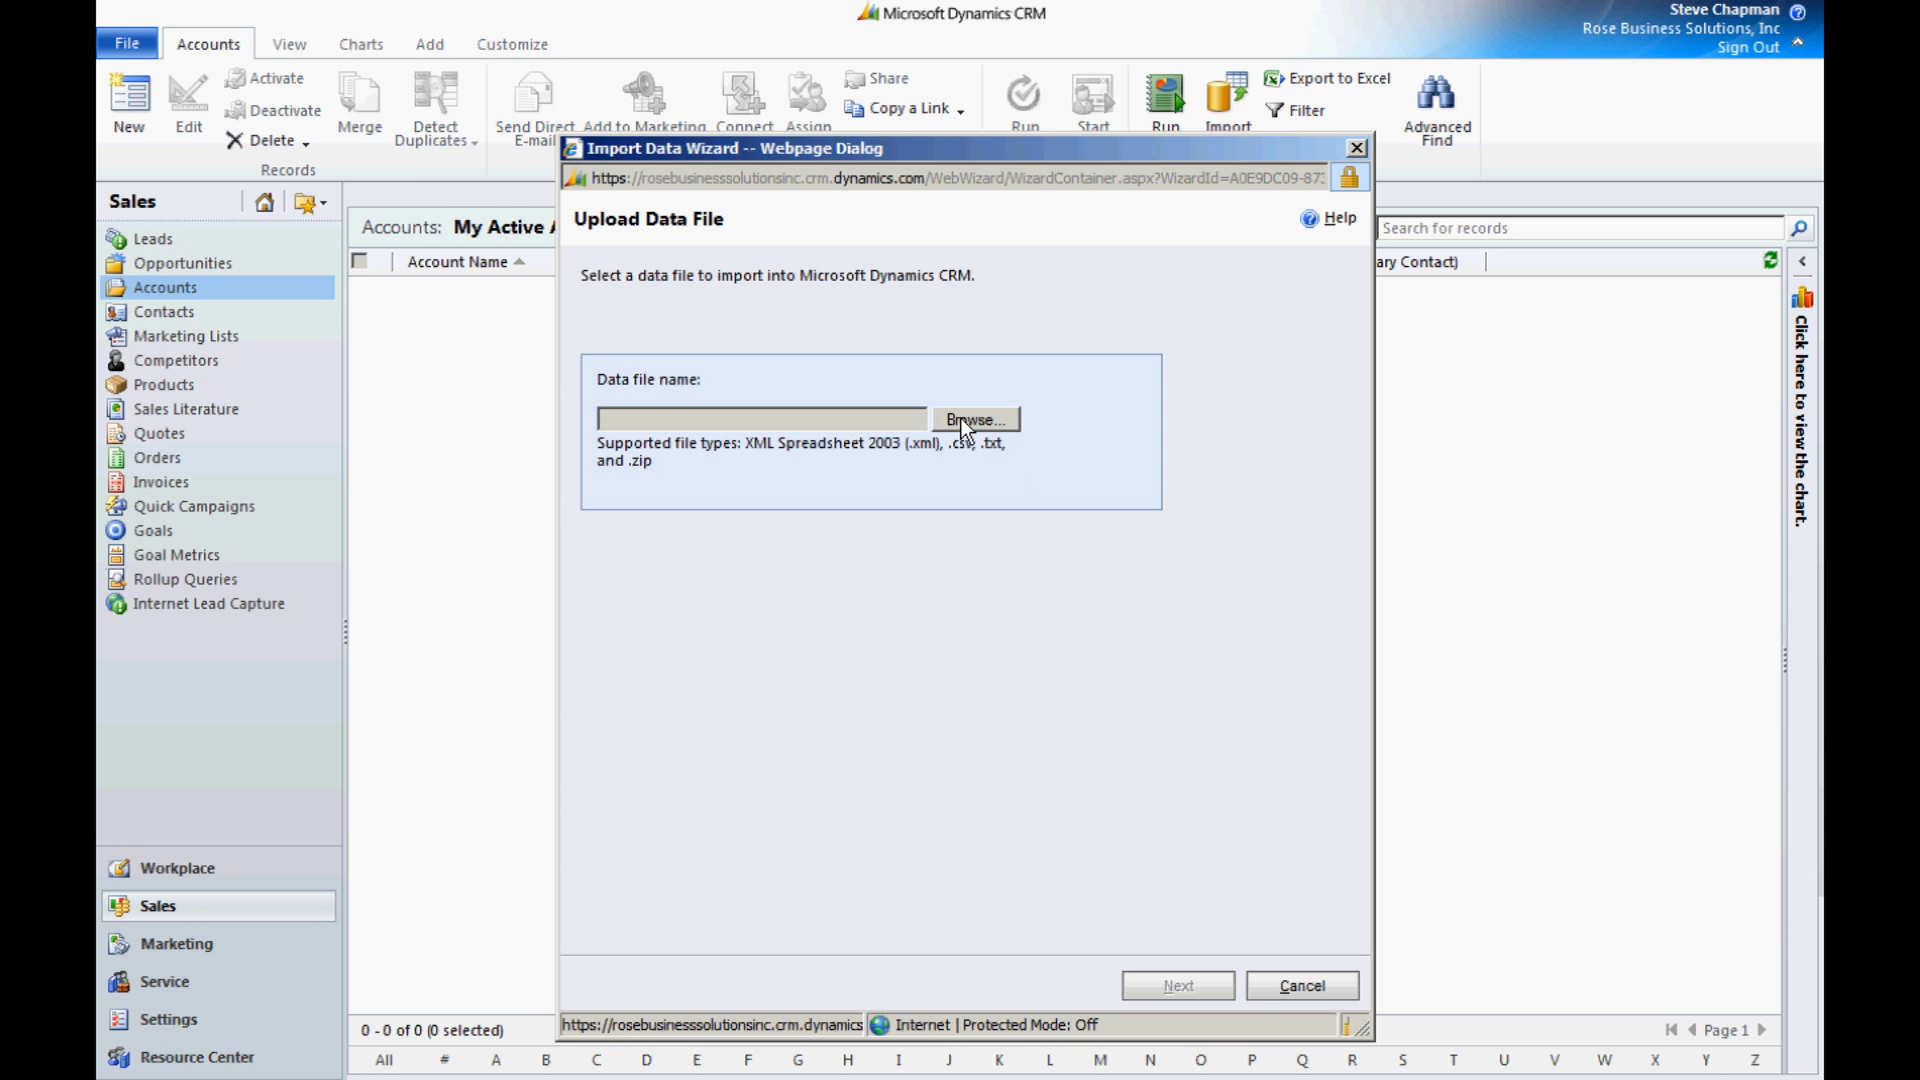 Microsoft Dynamics CRM
Steve Chapman
Rose Business Solutions, Inc
Sign Out
File
Accounts
View
Charts
Add
Customize
New
Edit
Activate
Deactivate
Delete
Merge
Detect
Duplicates
Send Direct
E-mail
Add to Marketing
Connect
Assign
Share
Copy a Link
Run
Start
Run
Import
Export to Excel
Filter
Advanced
Find
Records
Import Data Wizard -- Webpage Dialog
https://rosebusinesssolutionsinc.crm.dynamics.com/WebWizard/WizardContainer.aspx?WizardId=A0E9DC09-873
Upload Data File
Help
Select a data file to import into Microsoft Dynamics CRM.
Data file name:
Browse...
Supported file types: XML Spreadsheet 2003 (.xml), .csv, .txt,
and .zip
Next
Cancel
https://rosebusinesssolutionsinc.crm.dynamics
Internet | Protected Mode: Off
Sales
Leads
Opportunities
Accounts
Contacts
Marketing Lists
Competitors
Products
Sales Literature
Quotes
Orders
Invoices
Quick Campaigns
Goals
Goal Metrics
Rollup Queries
Internet Lead Capture
Workplace
Sales
Marketing
Service
Settings
Resource Center
Accounts: My Active
Search for records
Account Name
ary Contact)
Click here to view the chart.
0 - 0 of 0 (0 selected)
Page 1
All # A B C D E F G H I J K L M N O P Q R S T U V W X Y Z